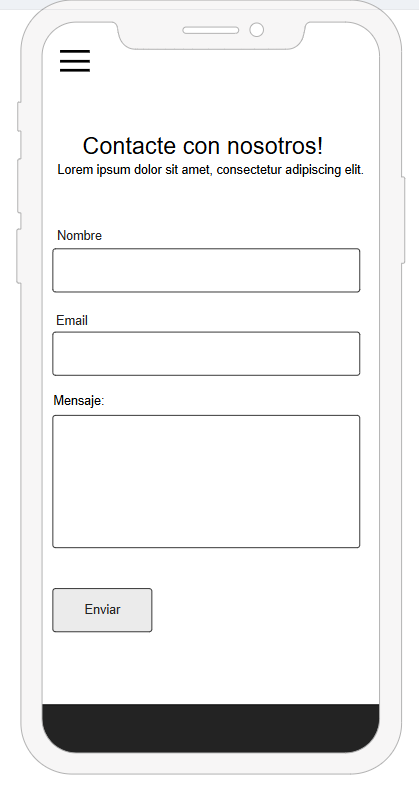 Contacte con nosotros!
Lorem ipsum dolor sit amet, consectetur adipiscing elit.
Nombre
Email
Mensaje:
Enviar